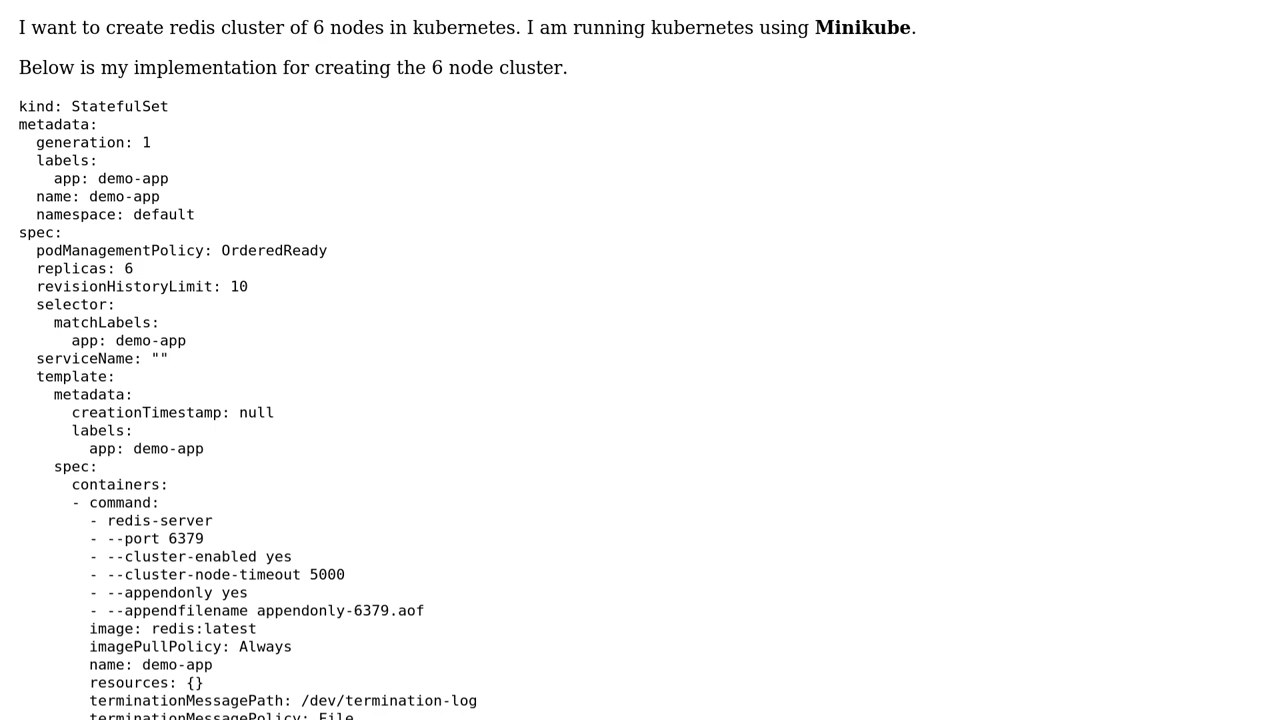 I want to create redis cluster of 6 nodes in kubernetes. I am running kubernetes using Minikube.
Below is my implementation for creating the 6 node cluster.
kind: StatefulSet
metadata:
  generation: 1
  labels:
    app: demo-app
  name: demo-app
  namespace: default
spec:
  podManagementPolicy: OrderedReady
  replicas: 6
  revisionHistoryLimit: 10
  selector:
    matchLabels:
      app: demo-app
  serviceName: ""
  template:
    metadata:
      creationTimestamp: null
      labels:
        app: demo-app
    spec:
      containers:
      - command:
        - redis-server
        - --port 6379
        - --cluster-enabled yes
        - --cluster-node-timeout 5000
        - --appendonly yes
        - --appendfilename appendonly-6379.aof
        image: redis:latest
        imagePullPolicy: Always
        name: demo-app
        resources: {}
        terminationMessagePath: /dev/termination-log
        terminationMessagePolicy: File